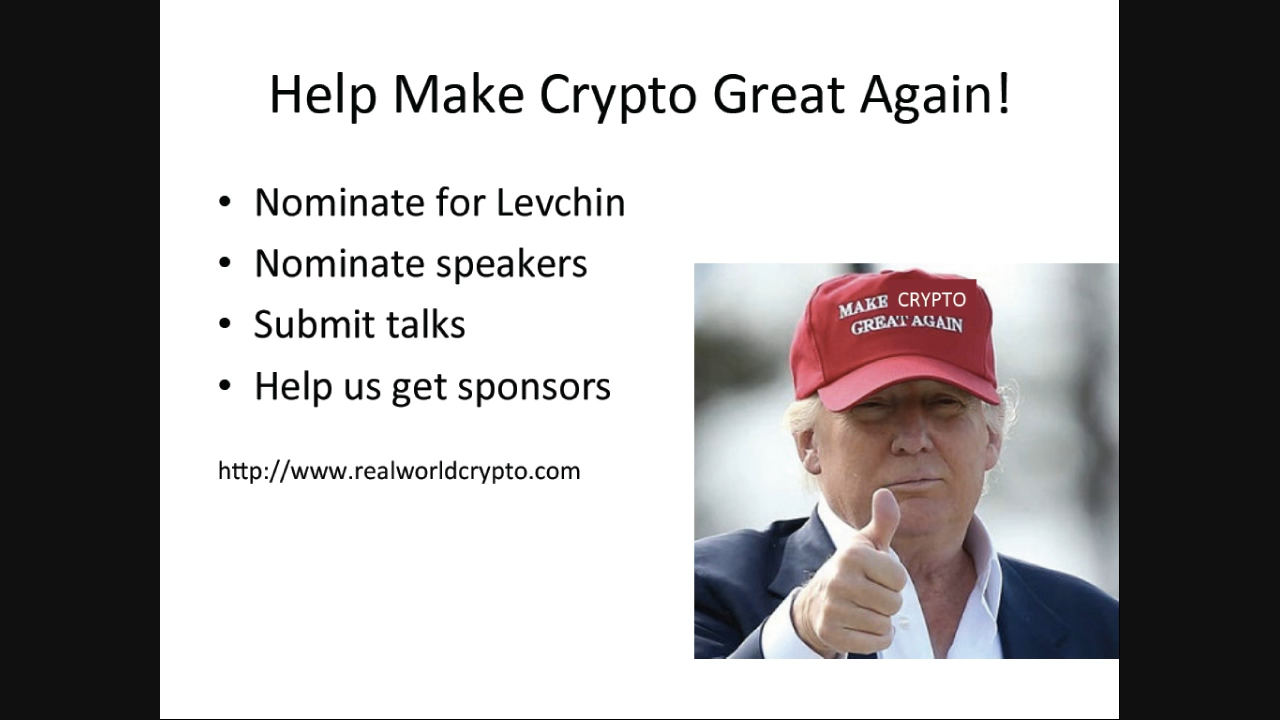 Help Make Crypto Great Again!
• Nominate for Levchin
• Nominate speakers
• Submit talks
• Help us get sponsors
http://www.realworldcrypto.com
MAKE CRYPTO
GREAT AGAIN